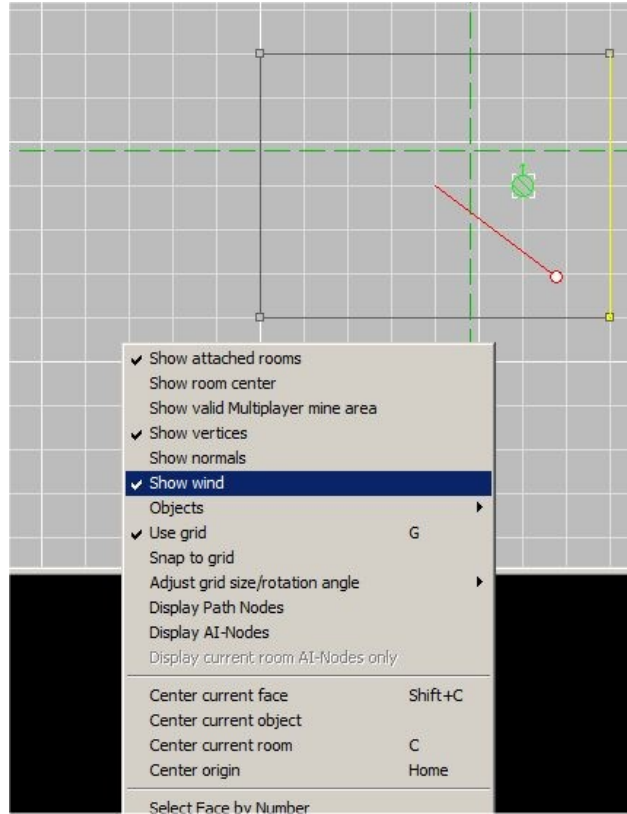 Show attached rooms
Show room center
Show valid Multiplayer mine area
Show vertices
Show normals
Show wind
Objects
Use grid G
Snap to grid
Adjust grid size/rotation angle
Display Path Nodes
Display AI-Nodes
Display current room AI-Nodes only
Center current face Shift+C
Center current object
Center current room C
Center origin Home
Select Face by Number